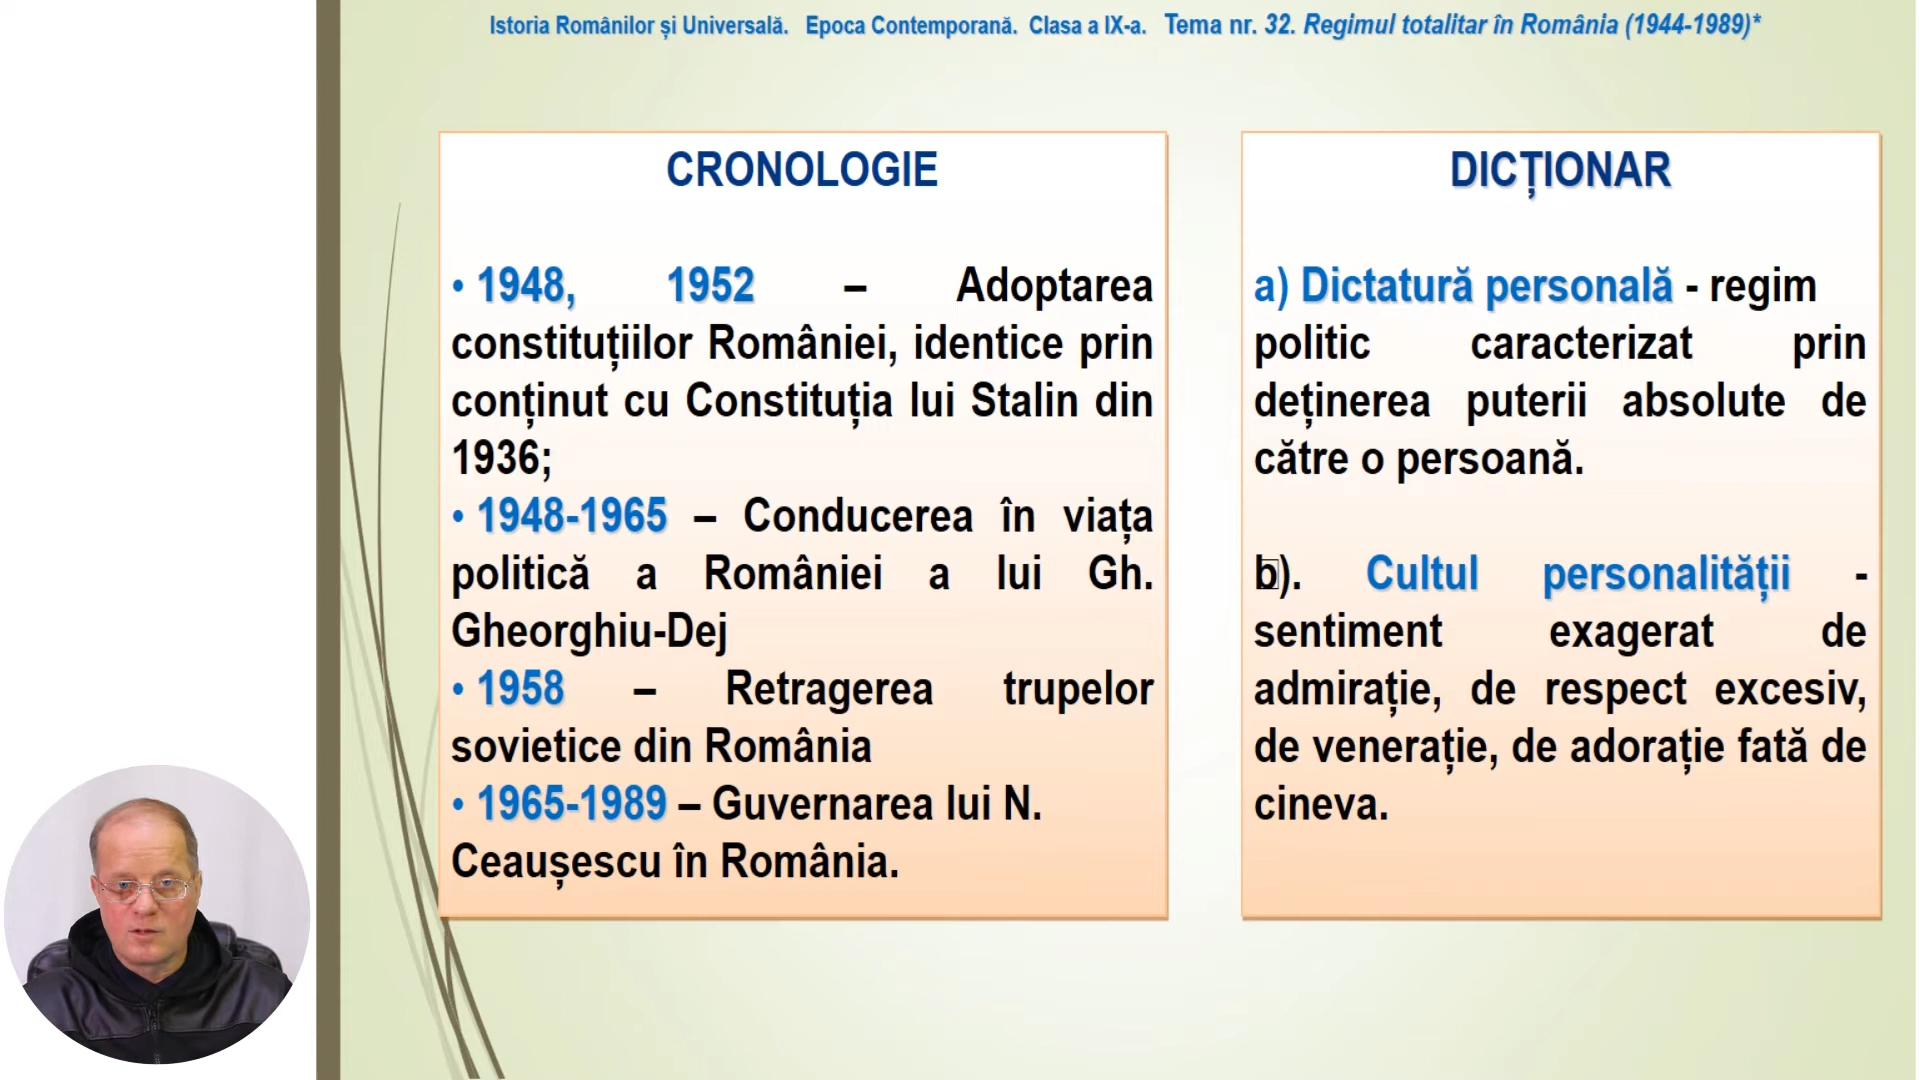 Istoria Românilor și Universală. Epoca Contemporană. Clasa a IX-a. Tema nr. 32. Regimul totalitar în România (1944-1989)*
CRONOLOGIE
• 1948, 1952 – Adoptarea
constituțiilor României, identice prin
conținut cu Constituția lui Stalin din
1936;
• 1948-1965 – Conducerea în viața
politică a României a lui Gh.
Gheorghiu-Dej
• 1958 – Retragerea trupelor
sovietice din România
• 1965-1989 – Guvernarea lui N.
Ceaușescu în România.
DICȚIONAR
a) Dictatură personală - regim
politic caracterizat prin
deținerea puterii absolute de
către o persoană.
b). Cultul personalității -
sentiment exagerat de
admirație, de respect excesiv,
de venerație, de adorație fată de
cineva.